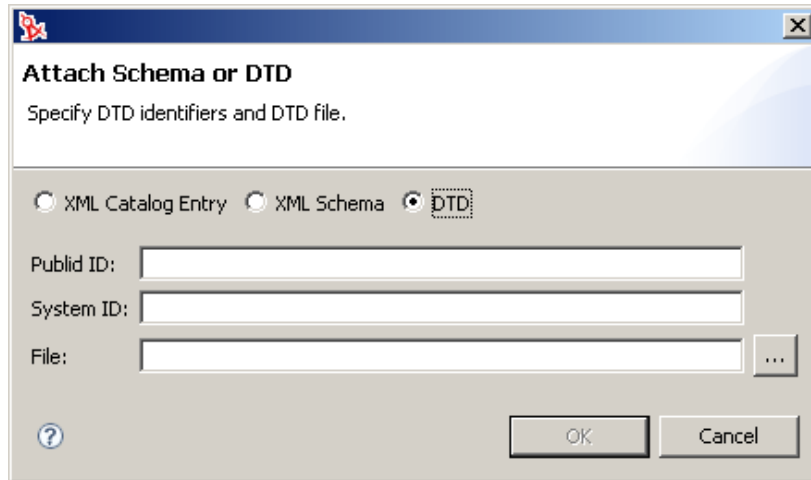 Attach Schema or DTD
Specify DTD identifiers and DTD file.
XML Catalog Entry XML Schema DTD
Publid ID:
System ID:
File:
...
OK Cancel